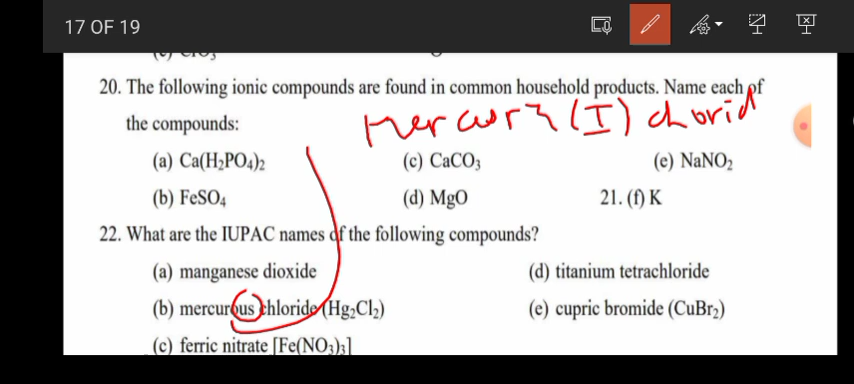 17 OF 19
20. The following ionic compounds are found in common household products. Name each of
the compounds:
Mercury (I) chorid
(a) Ca(H₂PO₄)₂ (c) CaCO₃ (e) NaNO₂
(b) FeSO₄ (d) MgO 21. (f) K
22. What are the IUPAC names of the following compounds?
(a) manganese dioxide (d) titanium tetrachloride
(b) mercurous chloride (Hg₂Cl₂) (e) cupric bromide (CuBr₂)
(c) ferric nitrate [Fe(NO₃)₃]